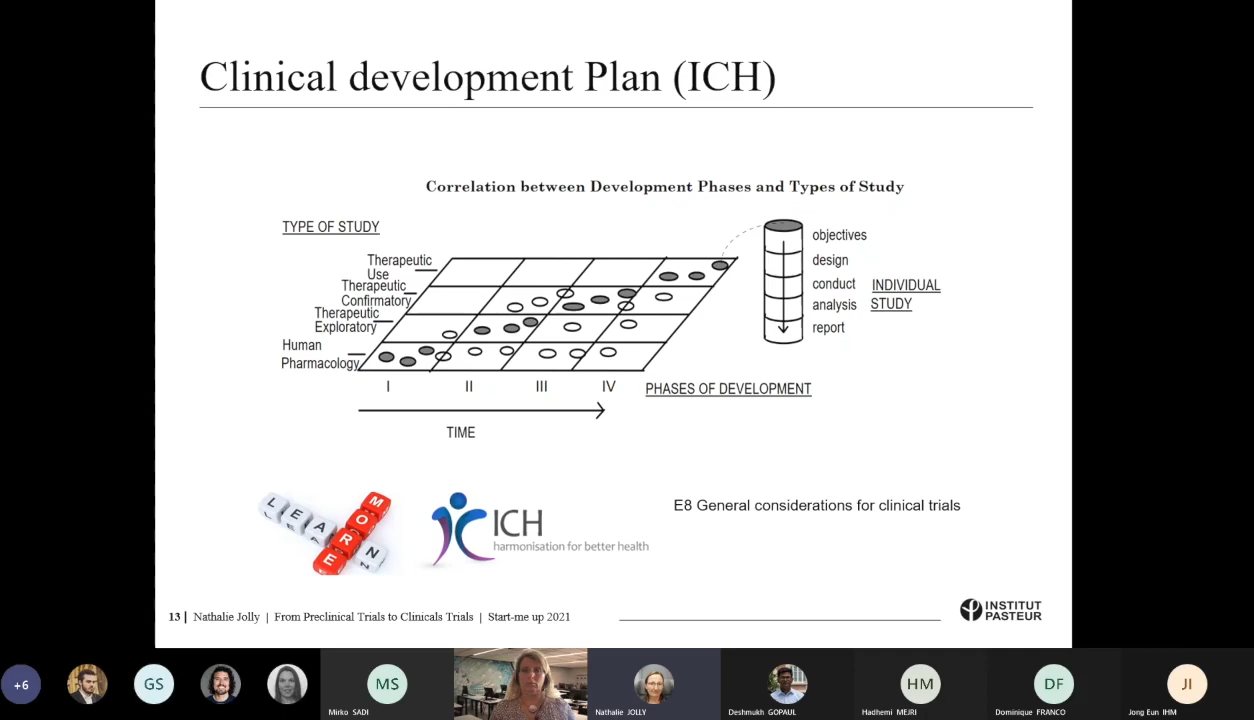 Clinical development Plan (ICH)
Correlation between Development Phases and Types of Study
TYPE OF STUDY
Therapeutic
Use
Therapeutic
Confirmatory
Therapeutic
Exploratory
Human
Pharmacology
I II III IV
PHASES OF DEVELOPMENT
TIME
objectives
design
conduct
analysis
report
INDIVIDUAL
STUDY
LEARN
MORE
ICH
harmonisation for better health
E8 General considerations for clinical trials
13 | Nathalie Jolly | From Preclinical Trials to Clinicals Trials | Start-me up 2021
INSTITUT
PASTEUR
+6
GS
MS
HM
DF
JI
Mirko SADI
Nathalie JOLLY
Deshmukh GOPAUL
Hadhemi MEJRI
Dominique FRANCO
Jong Eun IHM